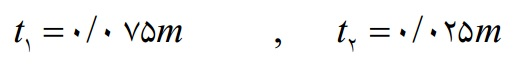 t₁ = ۰/۰۷۵m , t₂ = ۰/۰۲۵m